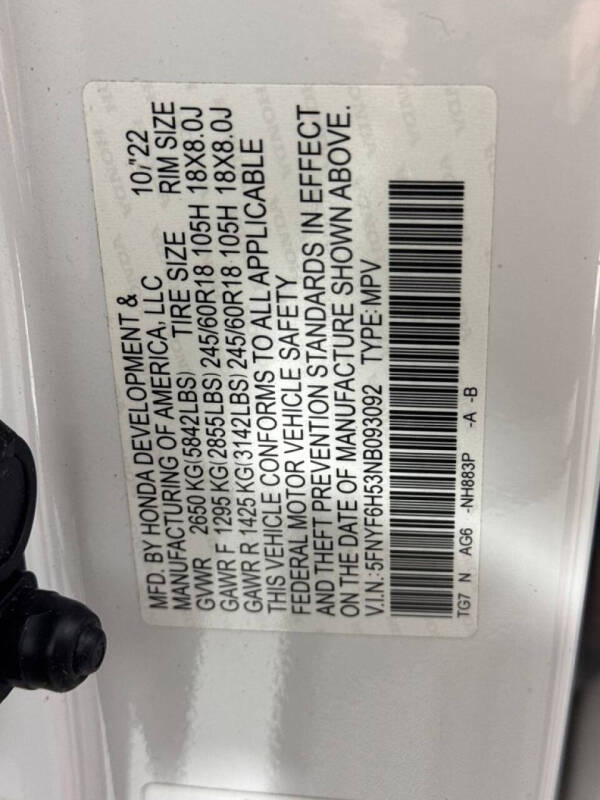 MFD. BY HONDA DEVELOPMENT &
MANUFACTURING OF AMERICA, LLC 10/'22
TIRE SIZE RIM SIZE
GVWR 2650 KG(5842LBS)
GAWR F 1295 KG(2855LBS) 245/60R18 105H 18X8.0J
GAWR R 1425 KG(3142LBS) 245/60R18 105H 18X8.0J
THIS VEHICLE CONFORMS TO ALL APPLICABLE
FEDERAL MOTOR VEHICLE SAFETY
AND THEFT PREVENTION STANDARDS IN EFFECT
ON THE DATE OF MANUFACTURE SHOWN ABOVE.
V.I.N.:5FNYF6H53NB093092 TYPE:MPV
TG7 N AG6 -NH883P -A -B